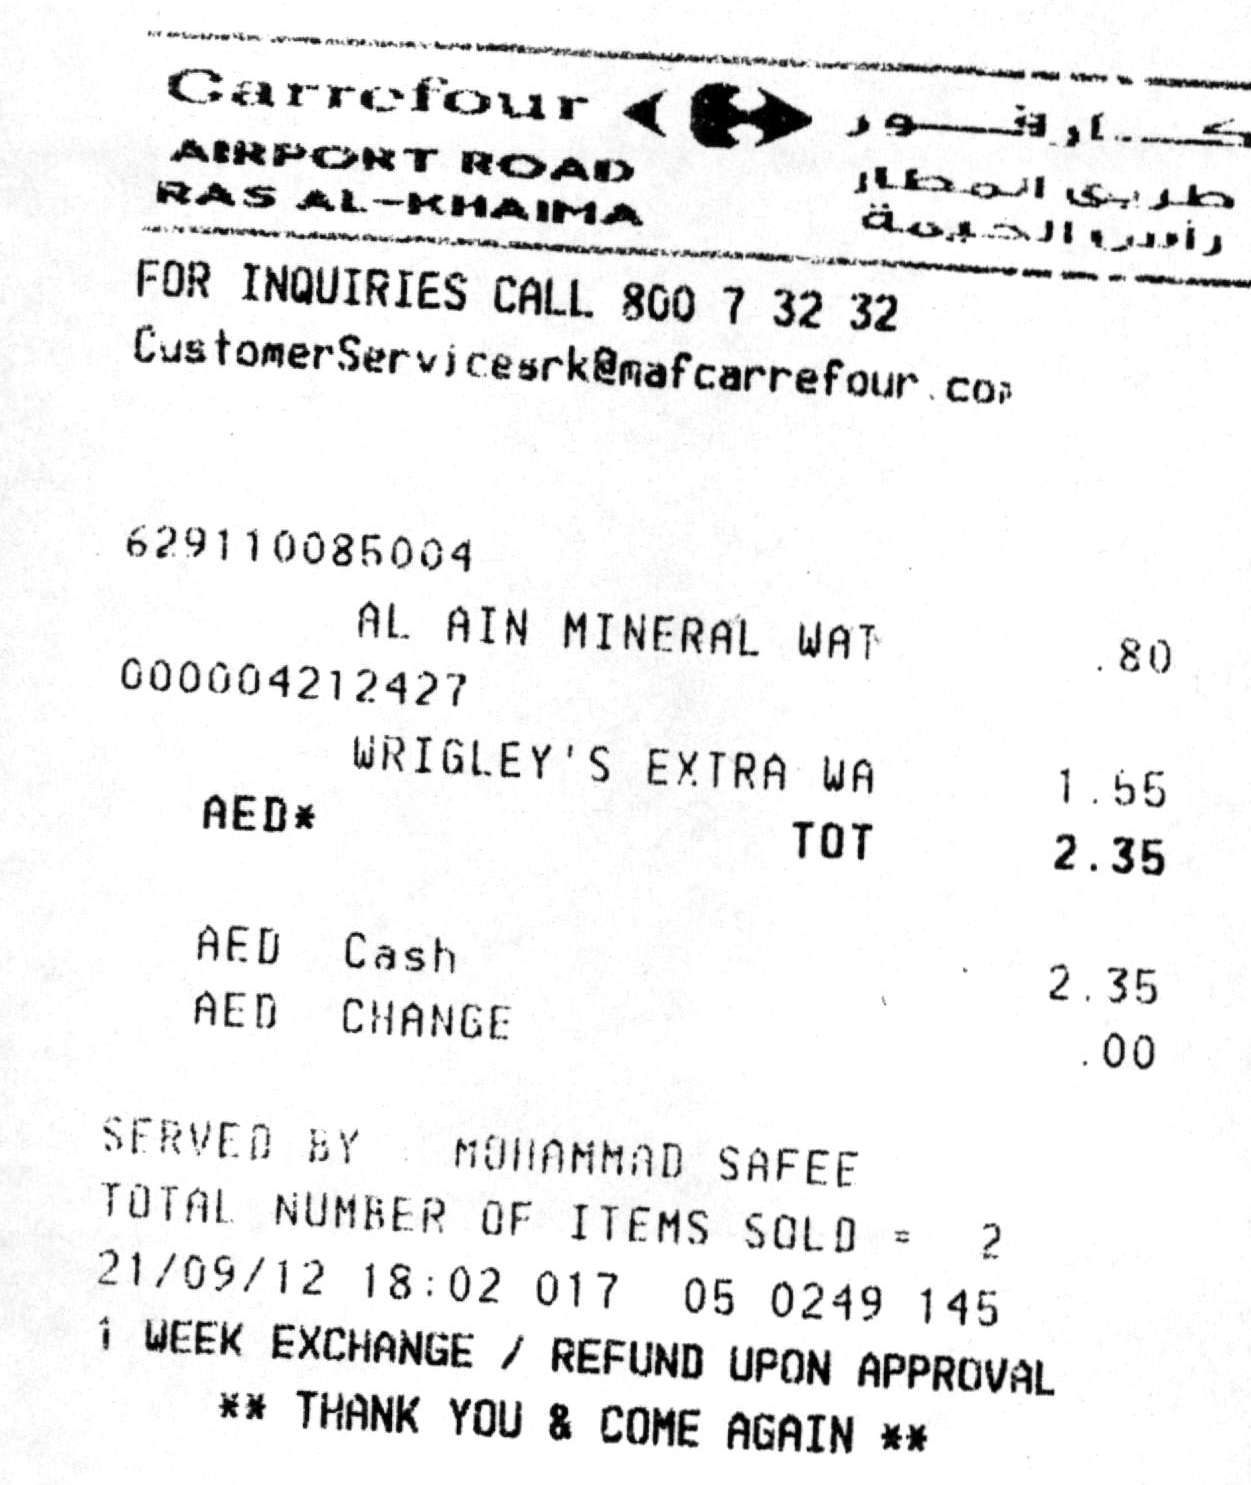 Carrefour كارفور
AIRPORT ROAD طريق المطار
RAS AL-KHAIMA رأس الخيمة
FOR INQUIRIES CALL 800 7 32 32
CustomerServicesrk@mafcarrefour.com
629110085004
AL AIN MINERAL WAT .80
000004212427
WRIGLEY'S EXTRA WA 1.55
AED* TOT 2.35
AED Cash 2.35
AED CHANGE .00
SERVED BY : MOHAMMAD SAFEE
TOTAL NUMBER OF ITEMS SOLD = 2
21/09/12 18:02 017 05 0249 145
1 WEEK EXCHANGE / REFUND UPON APPROVAL
** THANK YOU & COME AGAIN **